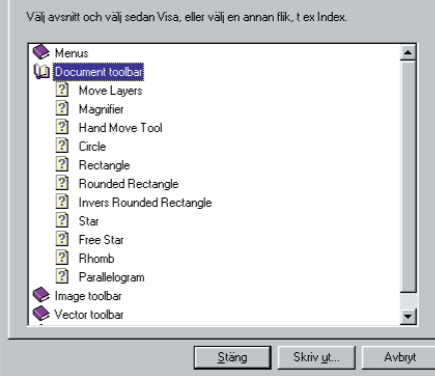 Välj avsnitt och välj sedan Visa, eller välj en annan flik, t ex Index.
Menus
Document toolbar
Move Layers
Magnifier
Hand Move Tool
Circle
Rectangle
Rounded Rectangle
Invers Rounded Rectangle
Star
Free Star
Rhomb
Parallelogram
Image toolbar
Vector toolbar
Stäng Skriv ut... Avbryt